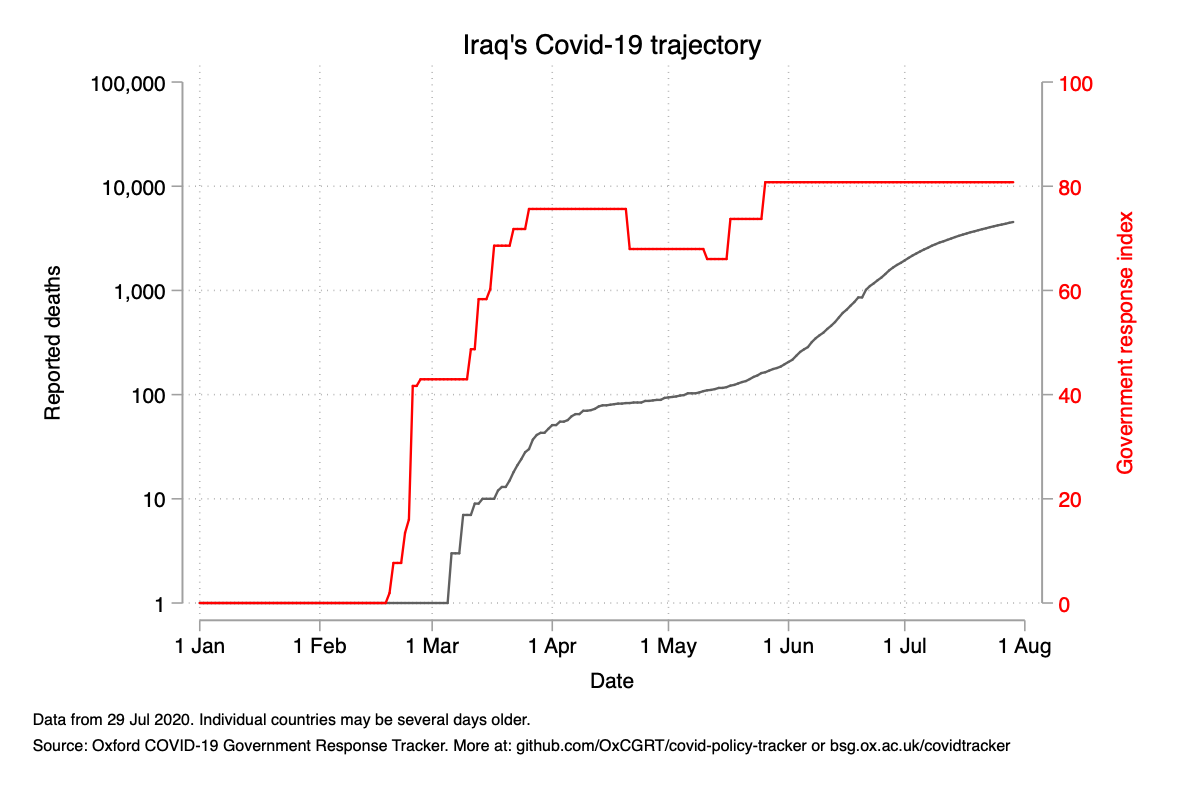 Iraq's Covid-19 trajectory
100,000
10,000
1,000
100
10
1
Reported deaths
100
80
60
40
20
0
Government response index
1 Jan 1 Feb 1 Mar 1 Apr 1 May 1 Jun 1 Jul 1 Aug
Date
Data from 29 Jul 2020. Individual countries may be several days older.
Source: Oxford COVID-19 Government Response Tracker. More at: github.com/OxCGRT/covid-policy-tracker or bsg.ox.ac.uk/covidtracker